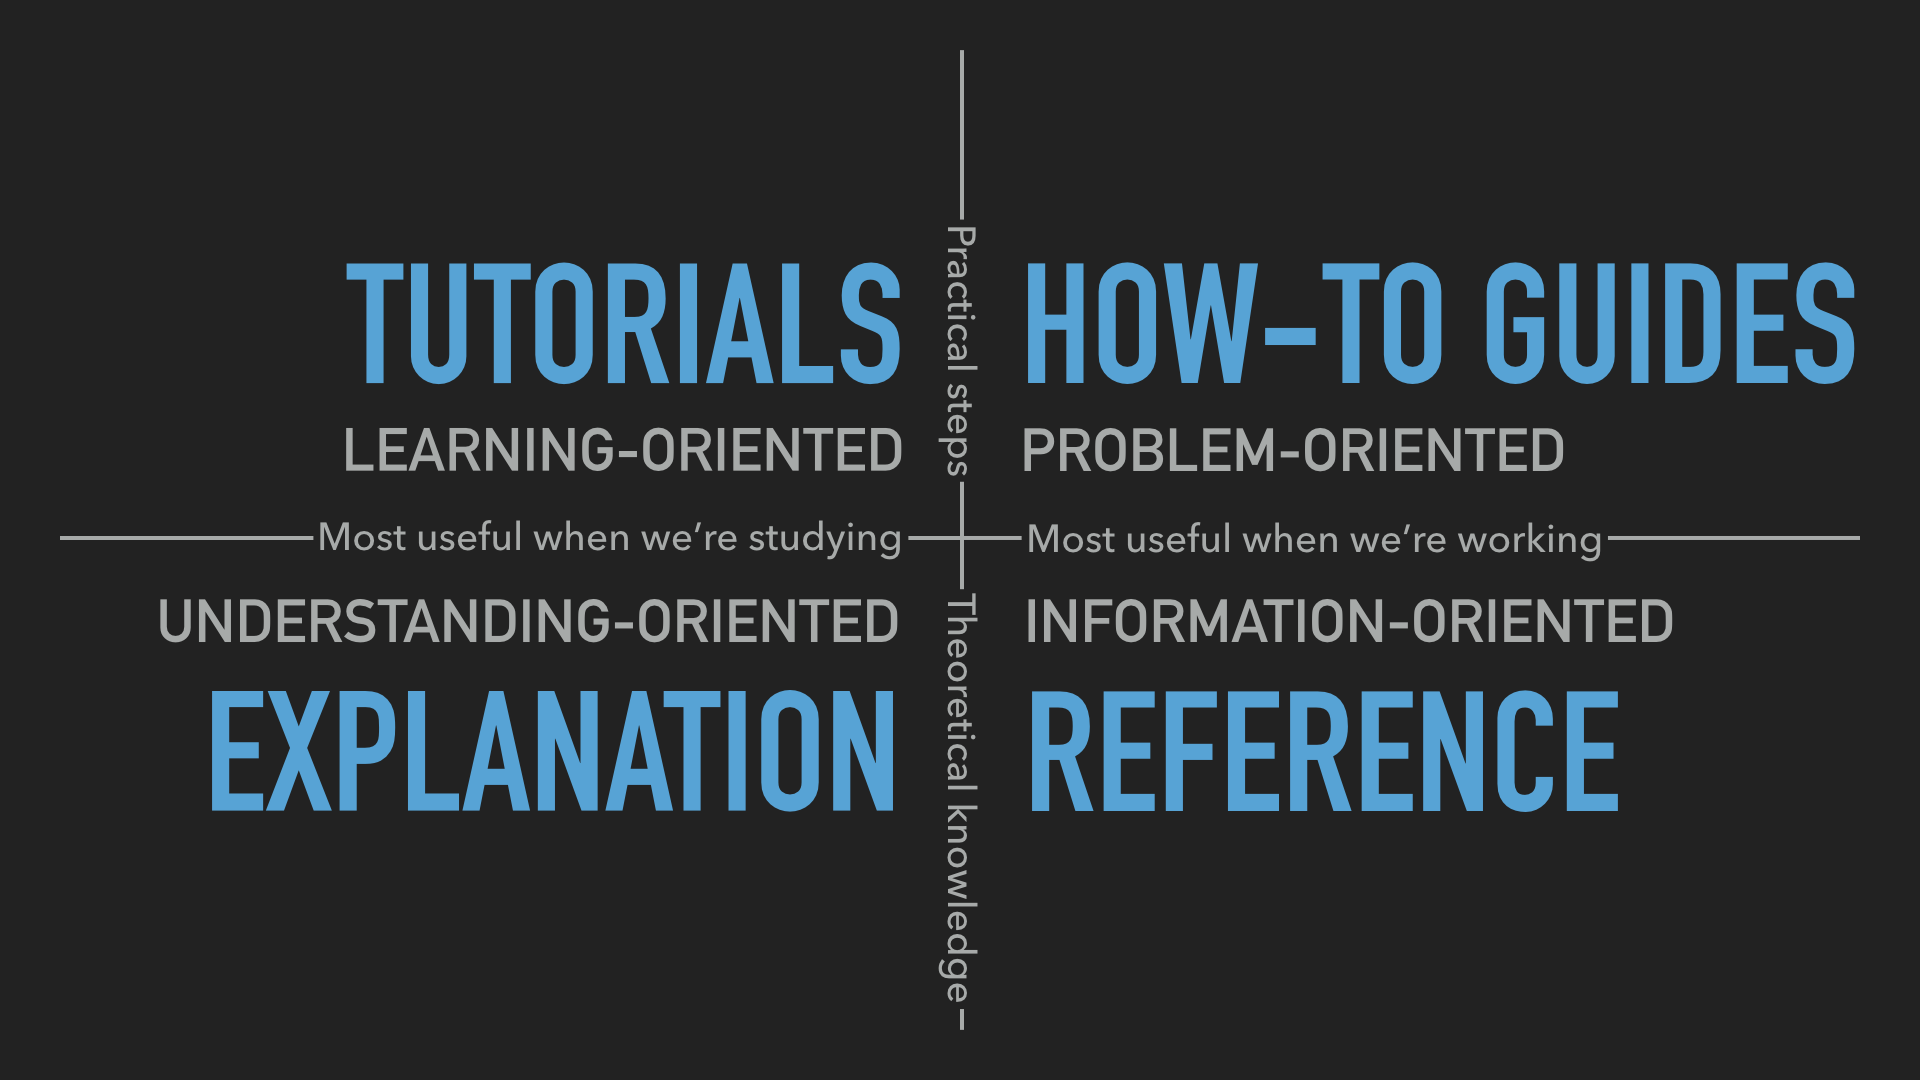 TUTORIALS
LEARNING-ORIENTED
Practical steps
HOW-TO GUIDES
PROBLEM-ORIENTED
Most useful when we’re studying
Most useful when we’re working
UNDERSTANDING-ORIENTED
EXPLANATION
Theoretical knowledge
INFORMATION-ORIENTED
REFERENCE